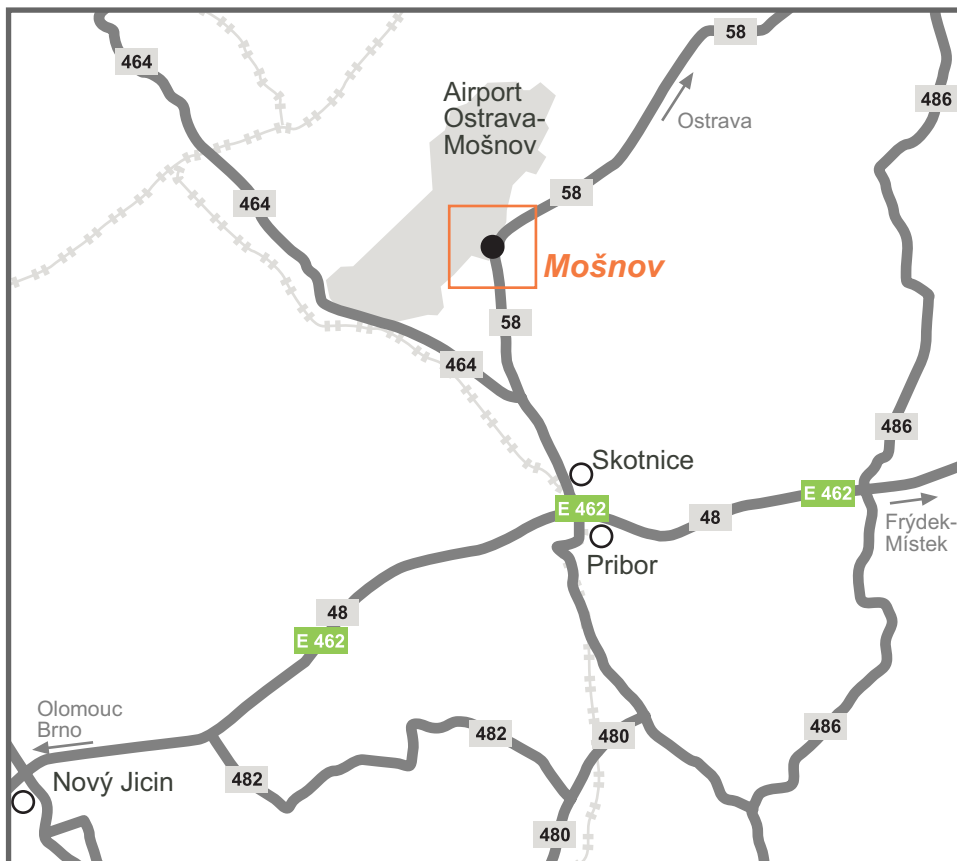 58
464
486
Airport
Ostrava-
Mošnov
Ostrava
58
464
Mošnov
58
464
486
Skotnice
E 462
E 462
48
Frýdek-
Místek
Pribor
48
E 462
Olomouc
Brno
482
480
486
Nový Jicin
482
480